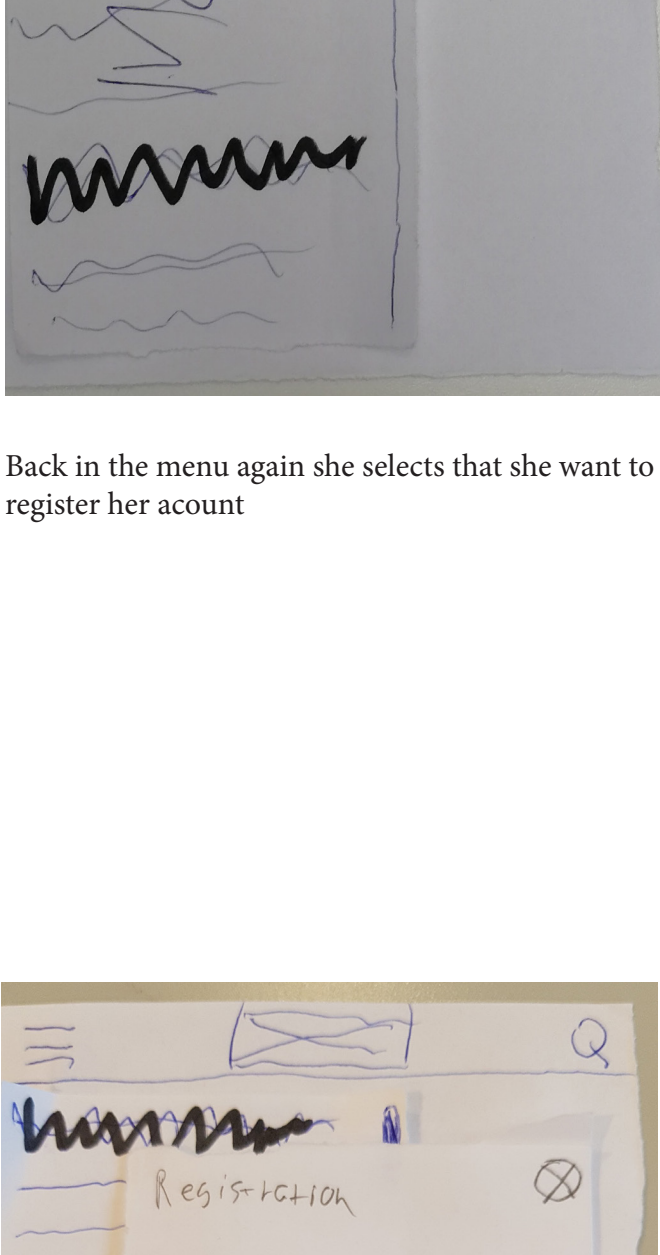 Back in the menu again she selects that she want to
register her acount
Registration